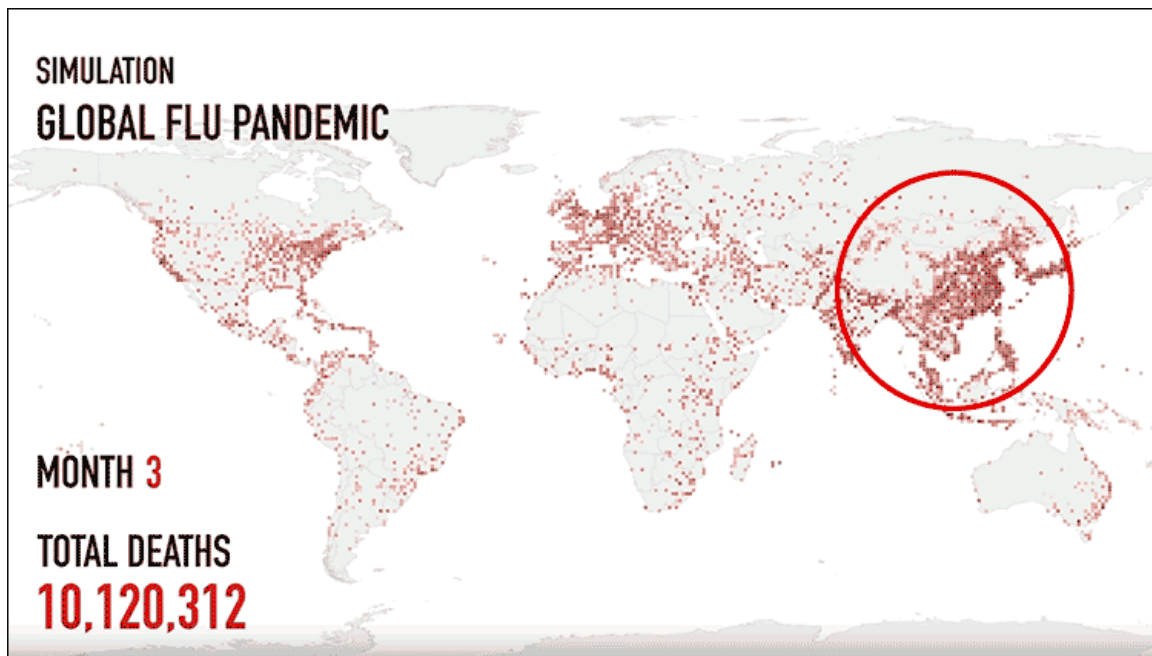 SIMULATION
GLOBAL FLU PANDEMIC
MONTH 3
TOTAL DEATHS
10,120,312